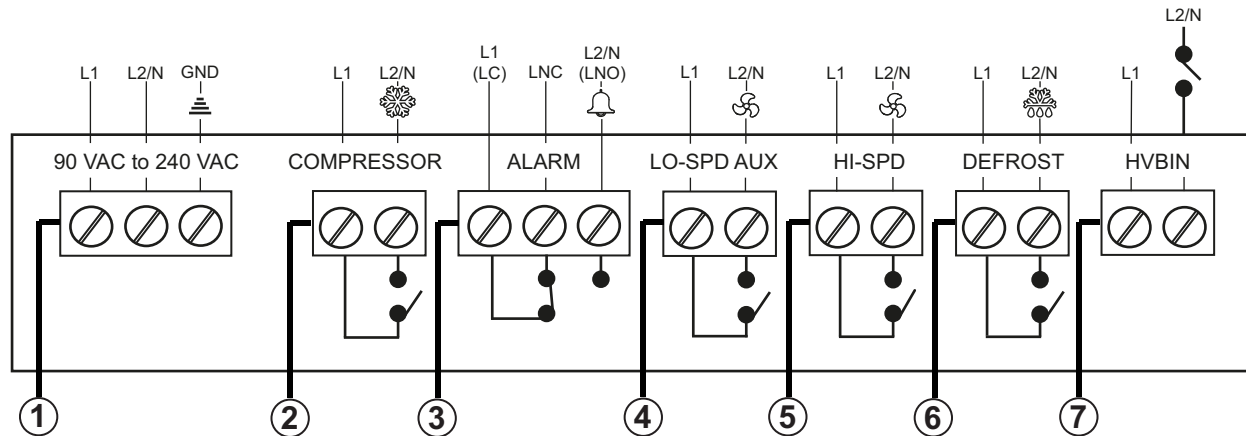 L2/N
L1 L2/N GND
L1 L2/N
L1 (LC) LNC L2/N (LNO)
L1 L2/N
L1 L2/N
L1 L2/N
L1
90 VAC to 240 VAC COMPRESSOR ALARM LO-SPD AUX HI-SPD DEFROST HVBIN
1 2 3 4 5 6 7